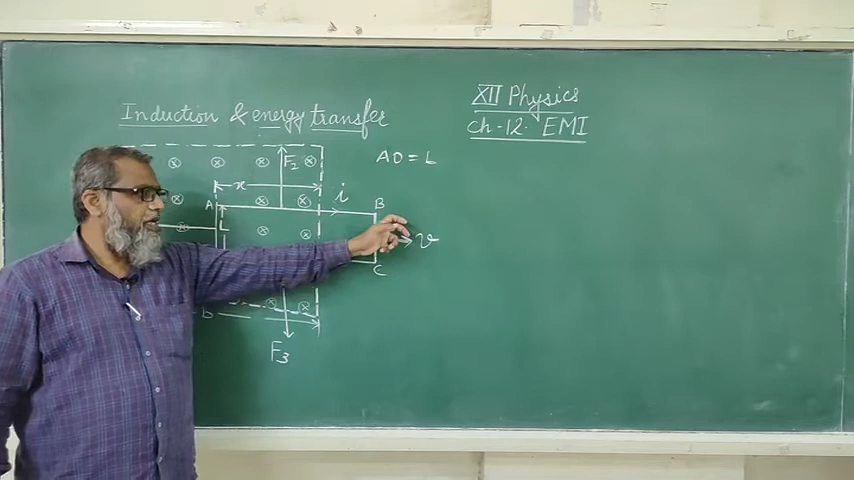 XII Physics
Ch-12. EMI
Induction & energy transfer
F2
AD = L
x
i
A
B
L
v
C
b
F3